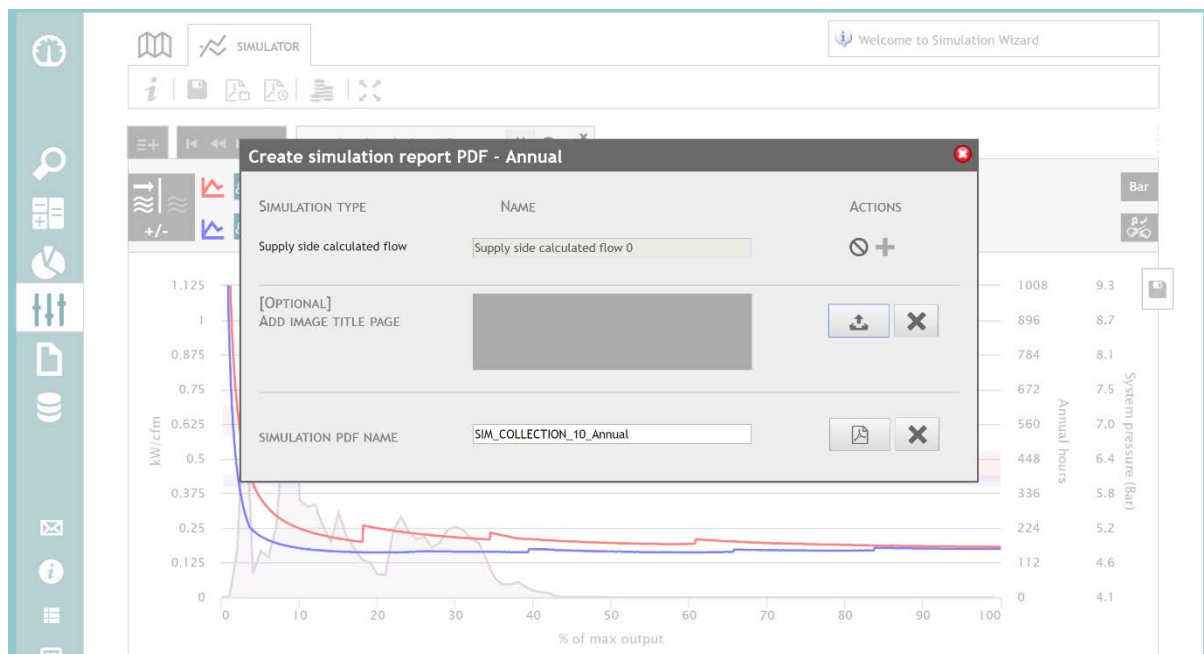 SIMULATOR
Welcome to Simulation Wizard
Create simulation report PDF - Annual
Bar
+/-
SIMULATION TYPE NAME ACTIONS
Supply side calculated flow Supply side calculated flow 0
[OPTIONAL]
ADD IMAGE TITLE PAGE
SIMULATION PDF NAME SIM_COLLECTION_10_Annual
1.125 1008 9.3
1 896 8.7
0.875 784 8.1
0.75 672 7.5
0.625 560 7.0
0.5 448 6.4
0.375 336 5.8
0.25 224 5.2
0.125 112 4.6
0 0 4.1
kW/cfm
Annual hours
System pressure (Bar)
0 10 20 30 40 50 60 70 80 90 100
% of max output